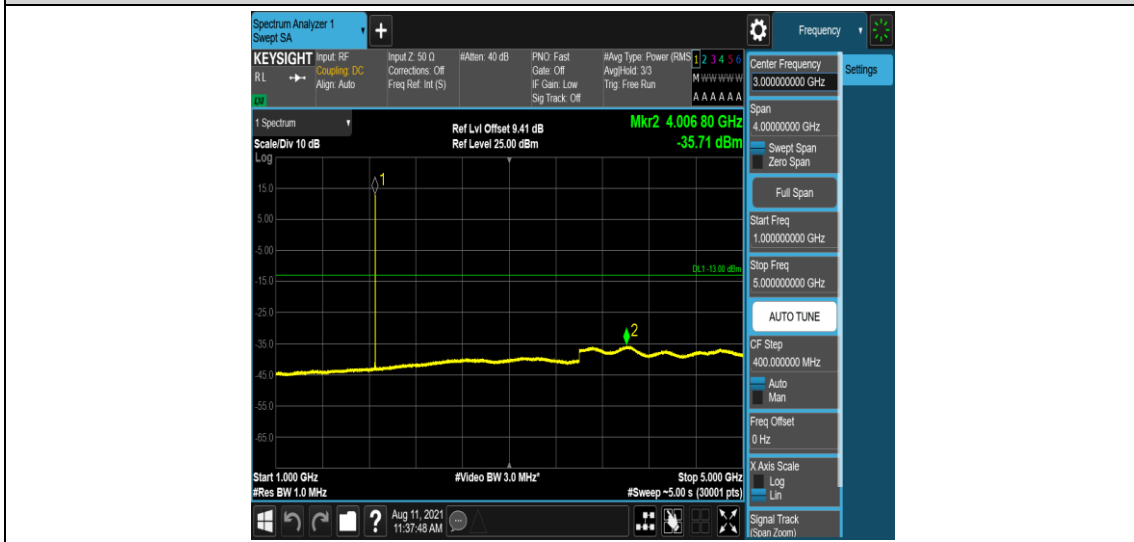 Spectrum Analyzer 1
Swept SA
+
Frequency
KEYSIGHT
RL
LXI
Input: RF
Coupling: DC
Align: Auto
Input Z: 50 Ω
Corrections: Off
Freq Ref: Int (S)
#Atten: 40 dB
PNO: Fast
Gate: Off
IF Gain: Low
Sig Track: Off
#Avg Type: Power (RMS
Avg|Hold: 3/3
Trig: Free Run
1 2 3 4 5 6
M W W W W W
A A A A A A
1 Spectrum
Scale/Div 10 dB
Log
Ref Lvl Offset 9.41 dB
Ref Level 25.00 dBm
Mkr2 4.006 80 GHz
-35.71 dBm
15.0
5.00
-5.00
-15.0
-25.0
-35.0
-45.0
-55.0
-65.0
1
DL1 -13.00 dBm
2
Start 1.000 GHz
#Res BW 1.0 MHz
#Video BW 3.0 MHz*
Stop 5.000 GHz
#Sweep ~5.00 s (30001 pts)
?
Aug 11, 2021
11:37:48 AM
Center Frequency
3.000000000 GHz
Settings
Span
4.00000000 GHz
Swept Span
Zero Span
Full Span
Start Freq
1.000000000 GHz
Stop Freq
5.000000000 GHz
AUTO TUNE
CF Step
400.000000 MHz
Auto
Man
Freq Offset
0 Hz
X Axis Scale
Log
Lin
Signal Track
(Span Zoom)